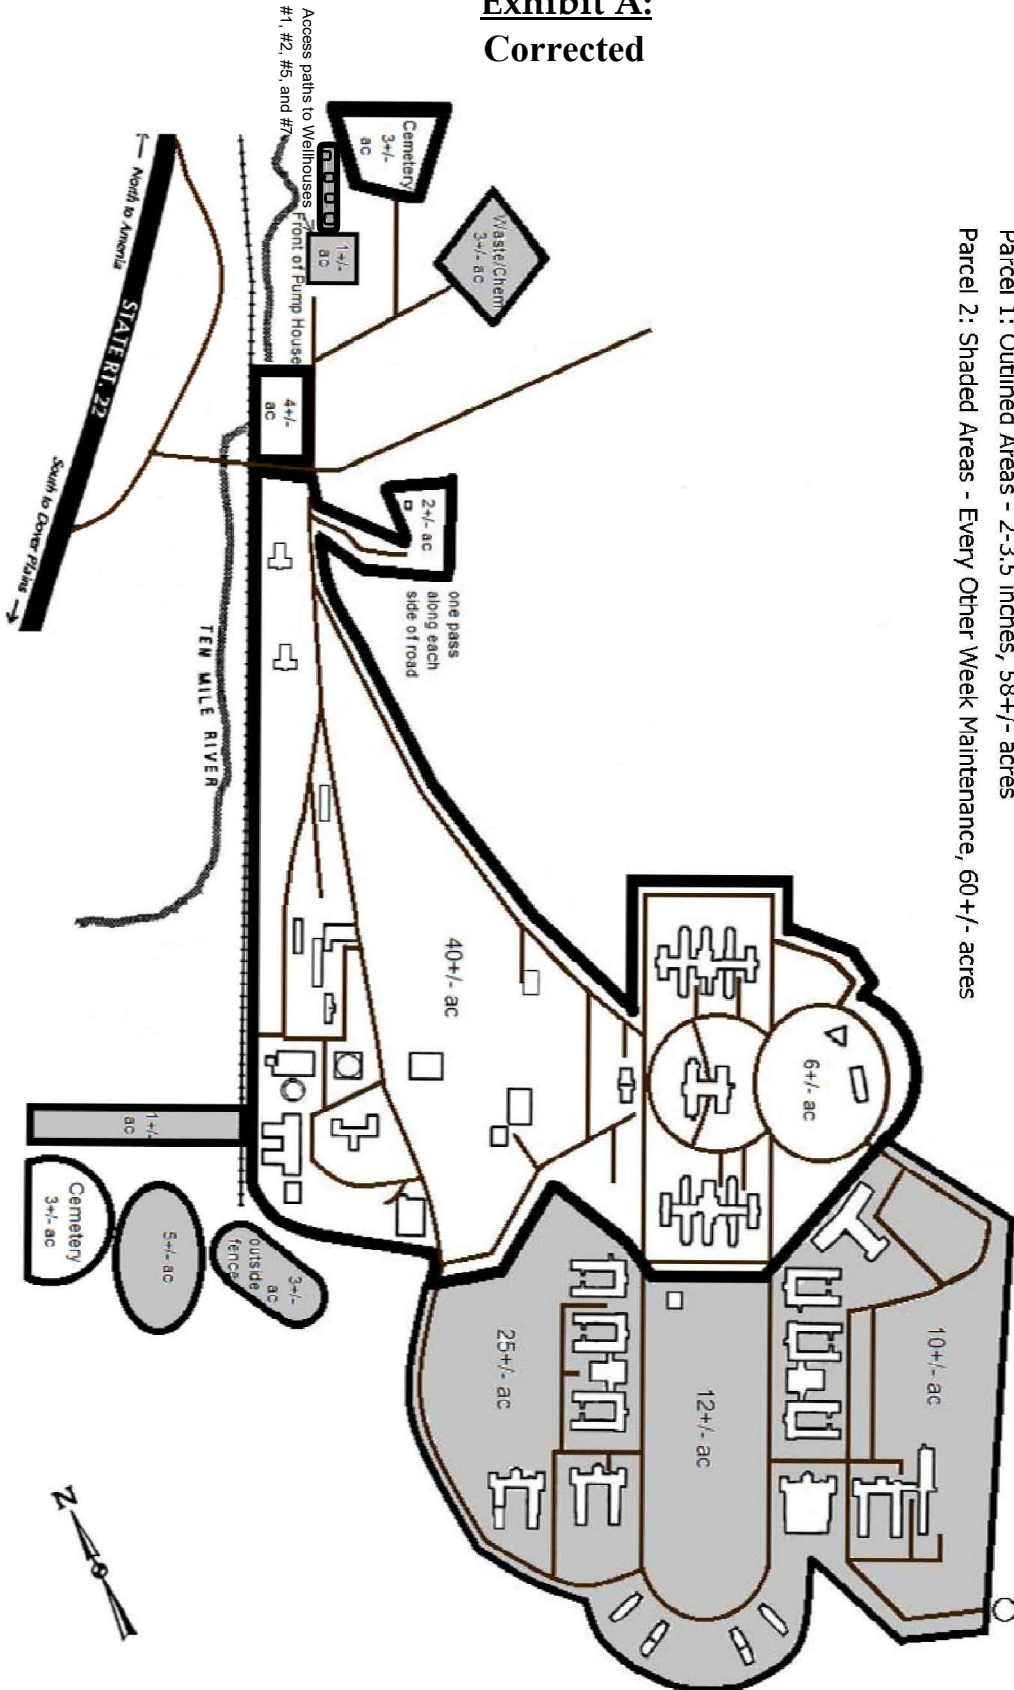 Exhibit A:
Corrected
Parcel 1: Outlined Areas - 2-3.5 inches, 58+/- acres
Parcel 2: Shaded Areas - Every Other Week Maintenance, 60+/- acres
Access paths to Wellhouses
#1, #2, #5, and #7
Cemetery
3+/-
ac
Waste/Chem
3+/- ac
1+/-
ac
Front of Pump House
4+/-
ac
2+/- ac
one pass
along each
side of road
North to Amenia
STATE RT. 22
South to Dover Plains
TEN MILE RIVER
40+/- ac
6+/- ac
1+/-
ac
Cemetery
3+/- ac
5+/- ac
3+/-
ac
outside
fence
25+/- ac
12+/- ac
10+/- ac
N